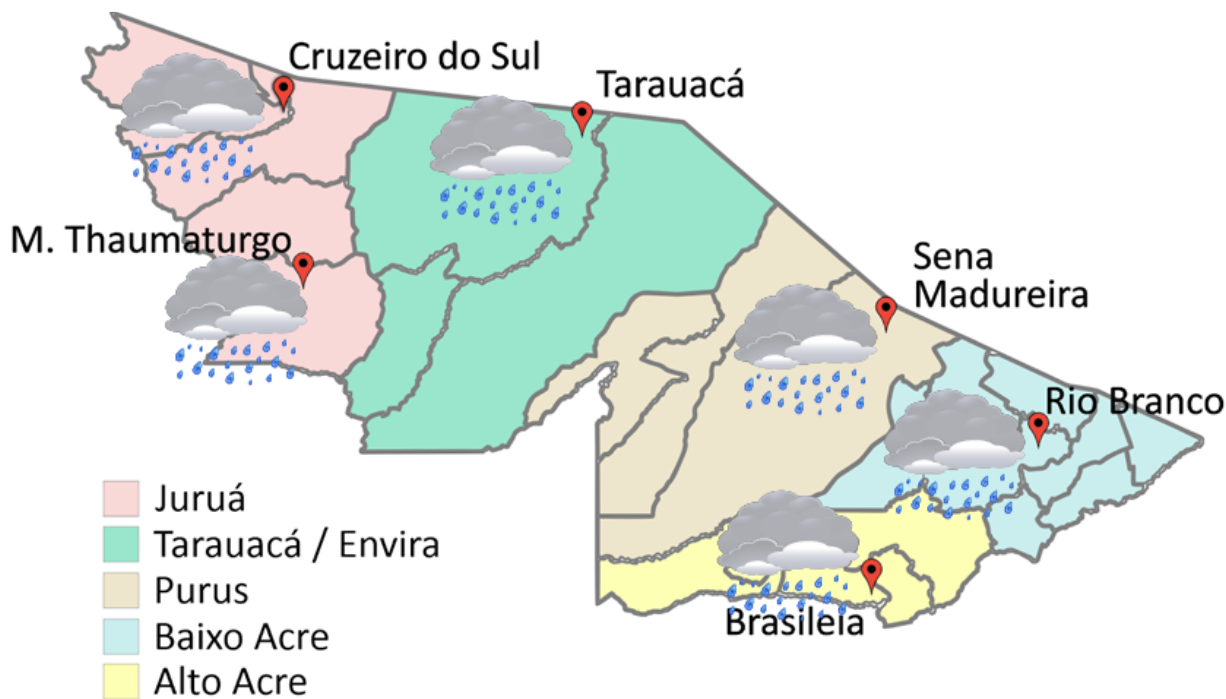 Cruzeiro do Sul
Tarauacá
M. Thaumaturgo
Sena
Madureira
Rio Branco
Brasileia
Juruá
Tarauacá / Envira
Purus
Baixo Acre
Alto Acre